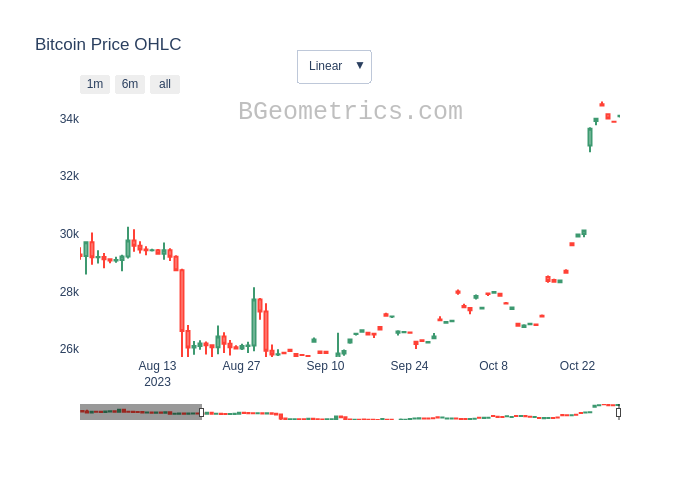 Bitcoin Price OHLC
Linear ▼
1m 6m all
BGeometrics.com
34k
32k
30k
28k
26k
Aug 13 Aug 27 Sep 10 Sep 24 Oct 8 Oct 22
2023